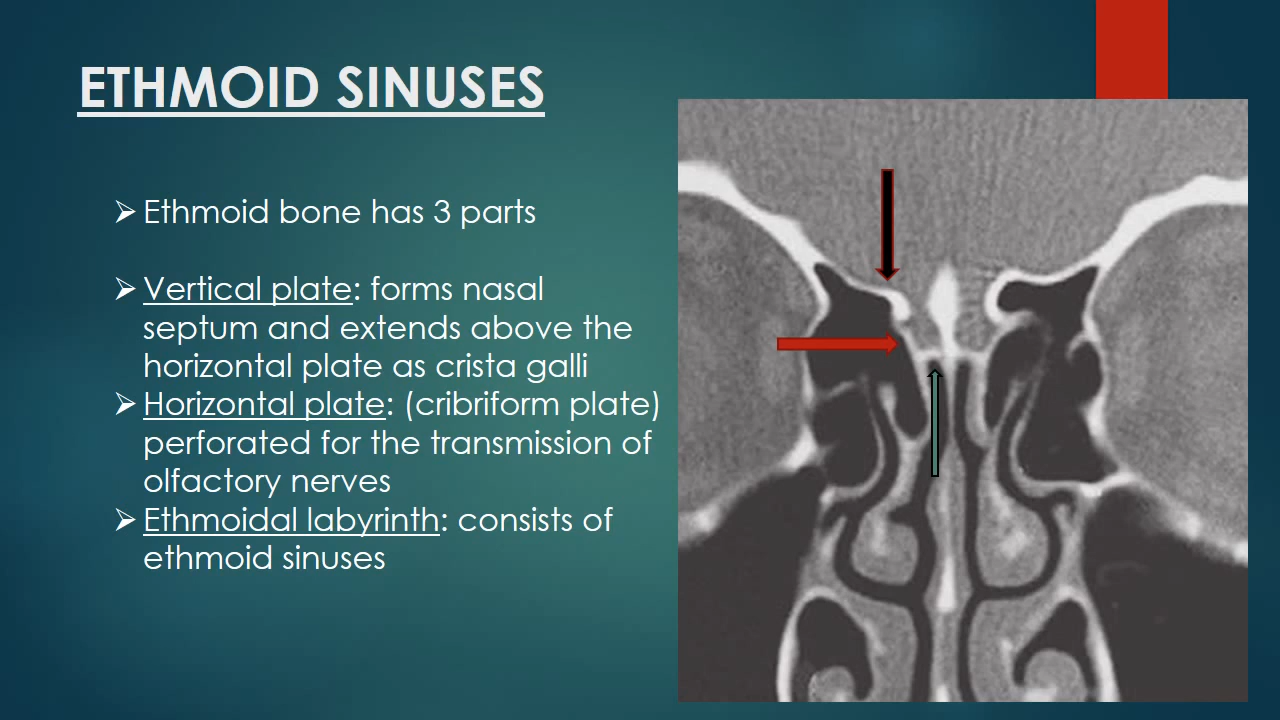 ETHMOID SINUSES
➢ Ethmoid bone has 3 parts
➢ Vertical plate: forms nasal
septum and extends above the
horizontal plate as crista galli
➢ Horizontal plate: (cribriform plate)
perforated for the transmission of
olfactory nerves
➢ Ethmoidal labyrinth: consists of
ethmoid sinuses